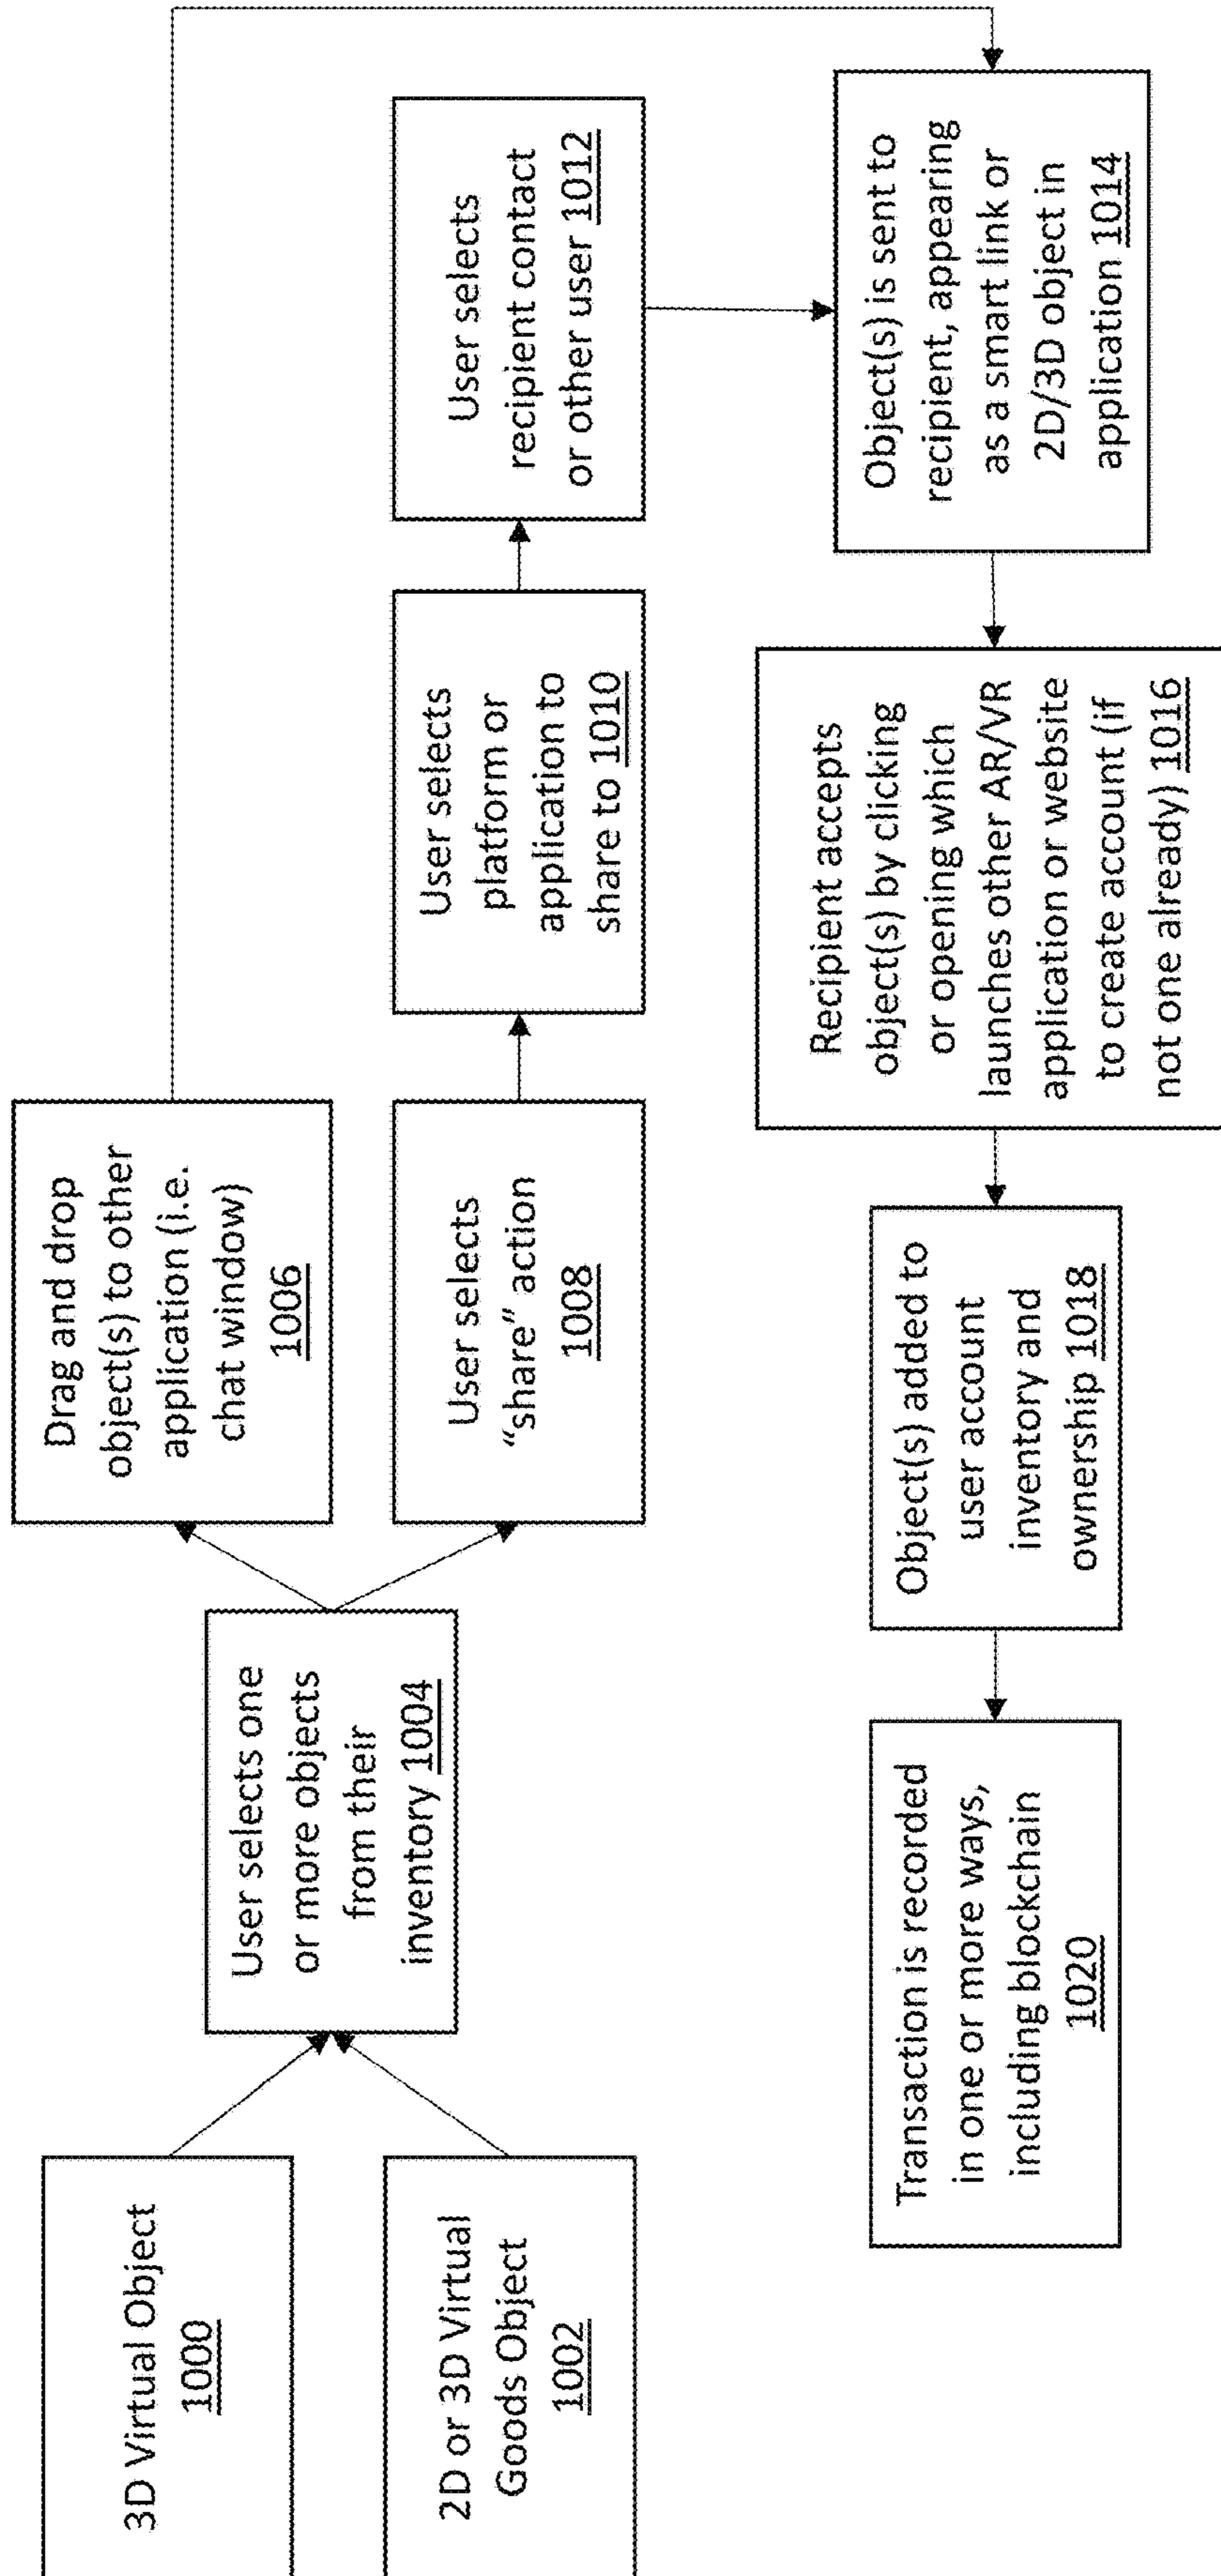 3D Virtual Object
1000
2D or 3D Virtual
Goods Object
1002
User selects one
or more objects
from their
inventory 1004
Drag and drop
object(s) to other
application (i.e.
chat window)
1006
User selects
“share” action
1008
User selects
platform or
application to
share to 1010
User selects
recipient contact
or other user 1012
Object(s) is sent to
recipient, appearing
as a smart link or
2D/3D object in
application 1014
Recipient accepts
object(s) by clicking
or opening which
launches other AR/VR
application or website
to create account (if
not one already) 1016
Object(s) added to
user account
inventory and
ownership 1018
Transaction is recorded
in one or more ways,
including blockchain
1020